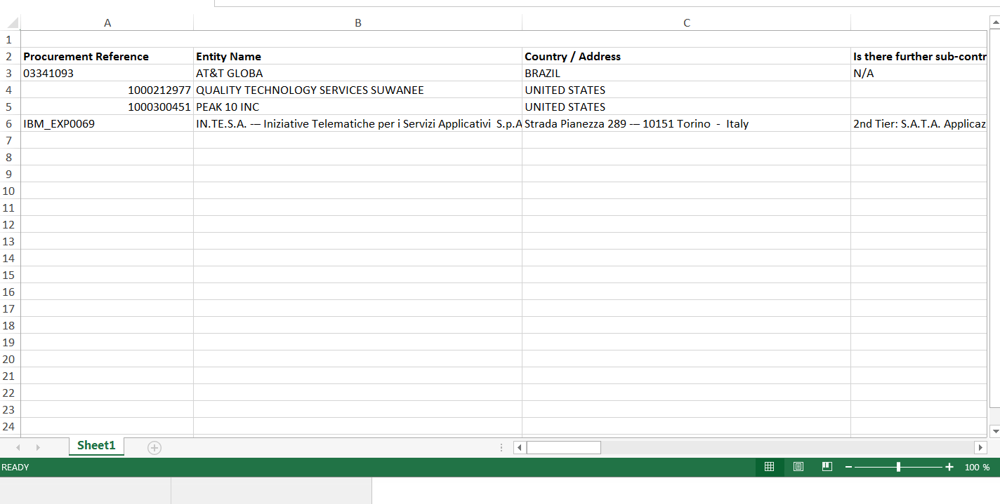 A B C
1
2 Procurement Reference Entity Name Country / Address Is there further sub-contr
3 03341093 AT&T GLOBA BRAZIL N/A
4 1000212977 QUALITY TECHNOLOGY SERVICES SUWANEE UNITED STATES
5 1000300451 PEAK 10 INC UNITED STATES
6 IBM_EXP0069 IN.TE.S.A. -– Iniziative Telematiche per i Servizi Applicativi S.p.A Strada Pianezza 289 -– 10151 Torino - Italy 2nd Tier: S.A.T.A. Applicaz
7
8
9
10
11
12
13
14
15
16
17
18
19
20
21
22
23
24
Sheet1
READY 100 %